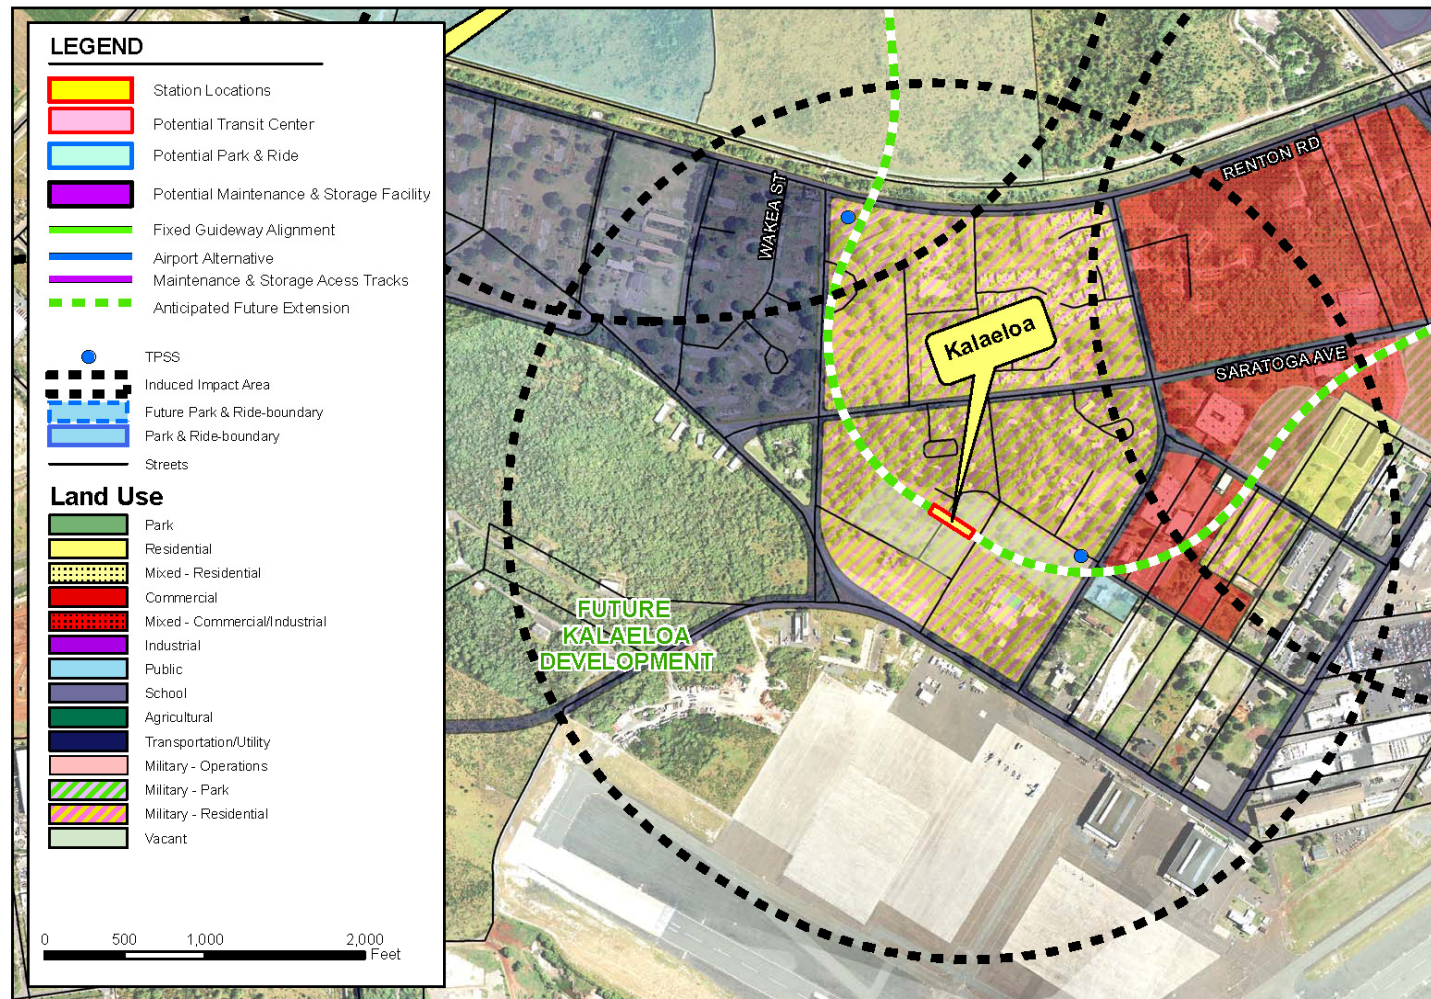 LEGEND
Station Locations
Potential Transit Center
Potential Park & Ride
Potential Maintenance & Storage Facility
Fixed Guideway Alignment
Airport Alternative
Maintenance & Storage Acess Tracks
Anticipated Future Extension
TPSS
Induced Impact Area
Future Park & Ride-boundary
Park & Ride-boundary
Streets
Land Use
Park
Residential
Mixed - Residential
Commercial
Mixed - Commercial/Industrial
Industrial
Public
School
Agricultural
Transportation/Utility
Military - Operations
Military - Park
Military - Residential
Vacant
0 500 1,000 2,000
Feet
WAKEA ST
RENTON RD
Kalaeloa
SARATOGA AVE
FUTURE
KALAELOA
DEVELOPMENT